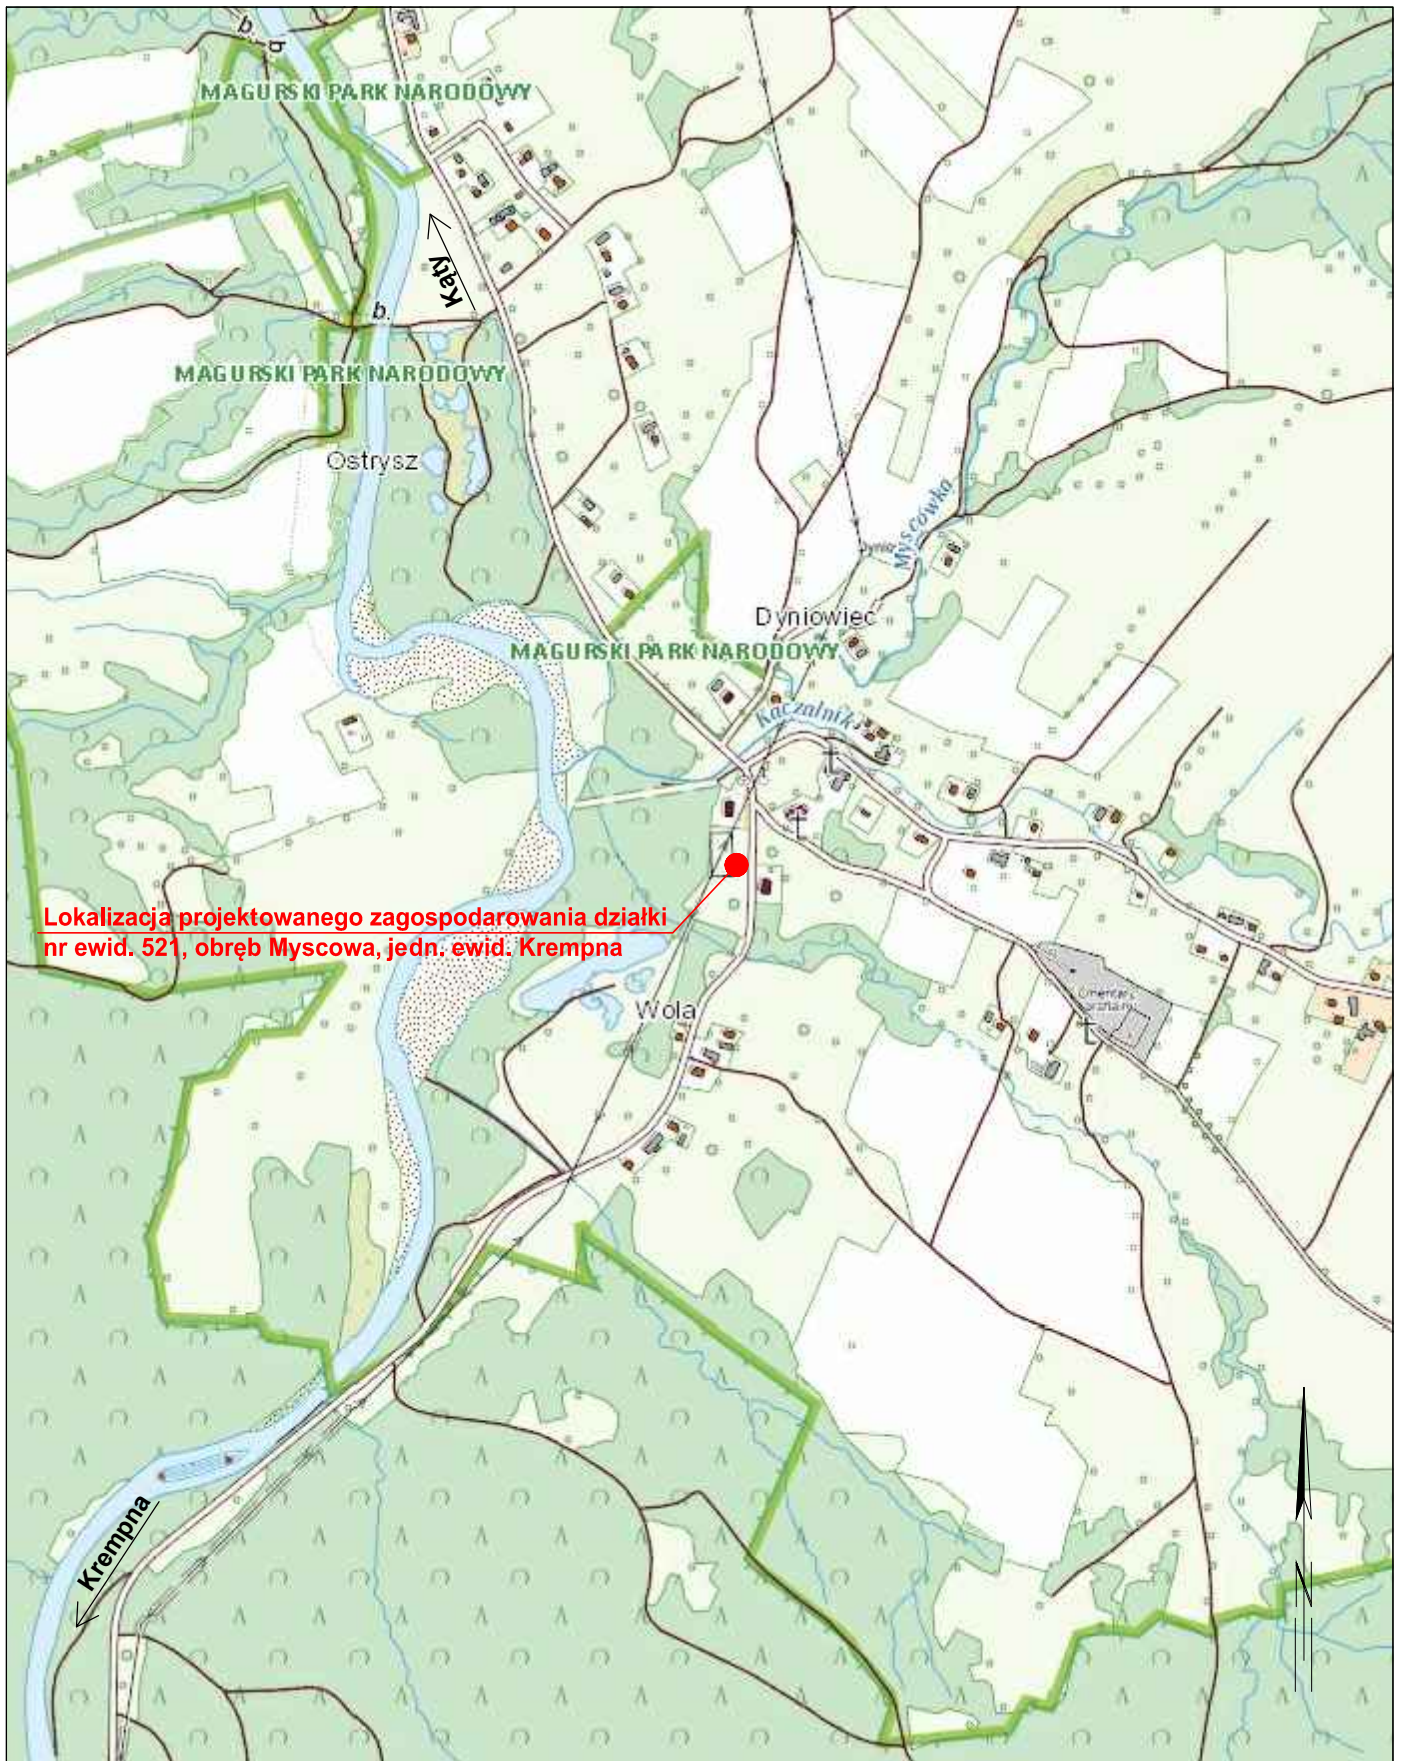 b.
b
MAGURSKI PARK NARODOWY
Kąty
b.
MAGURSKI PARK NARODOWY
Ostrysz
Myscówka
Dyniowiec
MAGURSKI PARK NARODOWY
Lokalizacja projektowanego zagospodarowania działki
nr ewid. 521, obręb Myscowa, jedn. ewid. Krempna
Wola
Cmentarz
Krempna
N